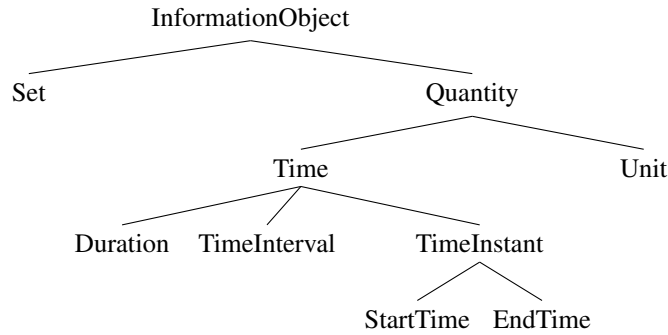 InformationObject
Set Quantity
Time Unit
Duration TimeInterval TimeInstant
StartTime EndTime